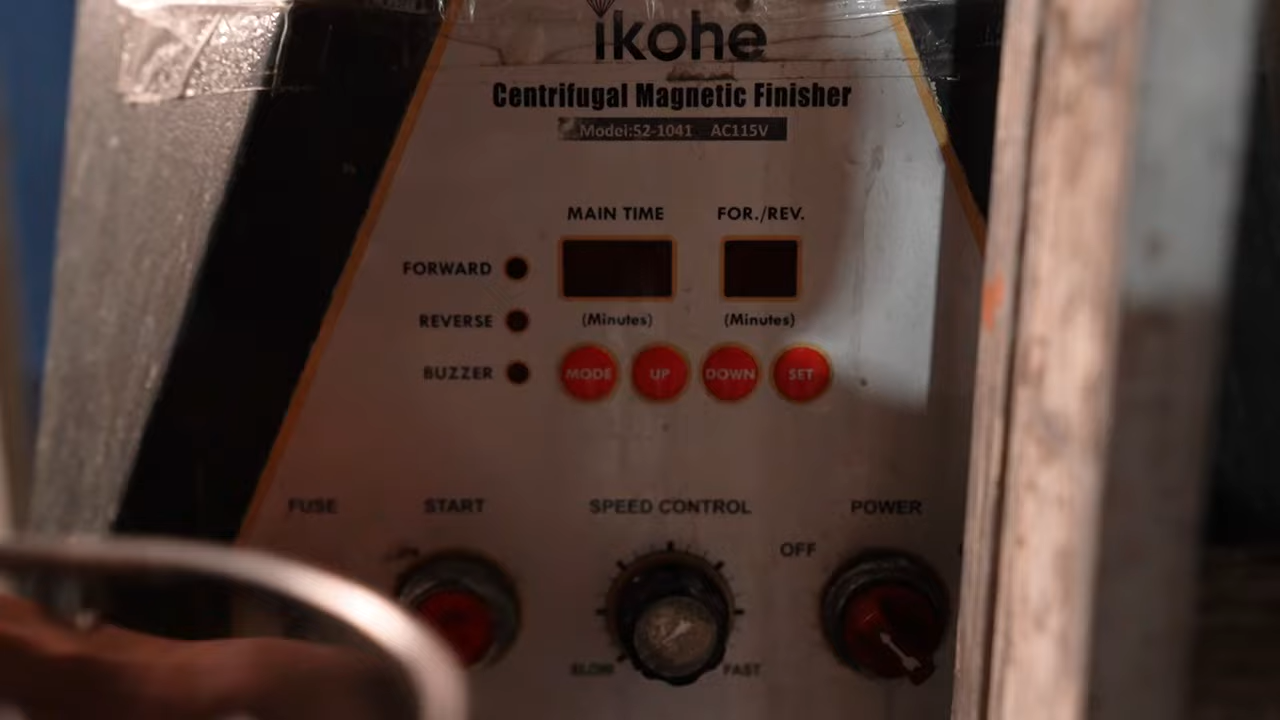 ikohe
Centrifugal Magnetic Finisher
Model:S2-1041 AC115V
MAIN TIME FOR./REV.
FORWARD
(Minutes) (Minutes)
REVERSE
BUZZER MODE UP DOWN SET
FUSE START SPEED CONTROL POWER
OFF
SLOW FAST